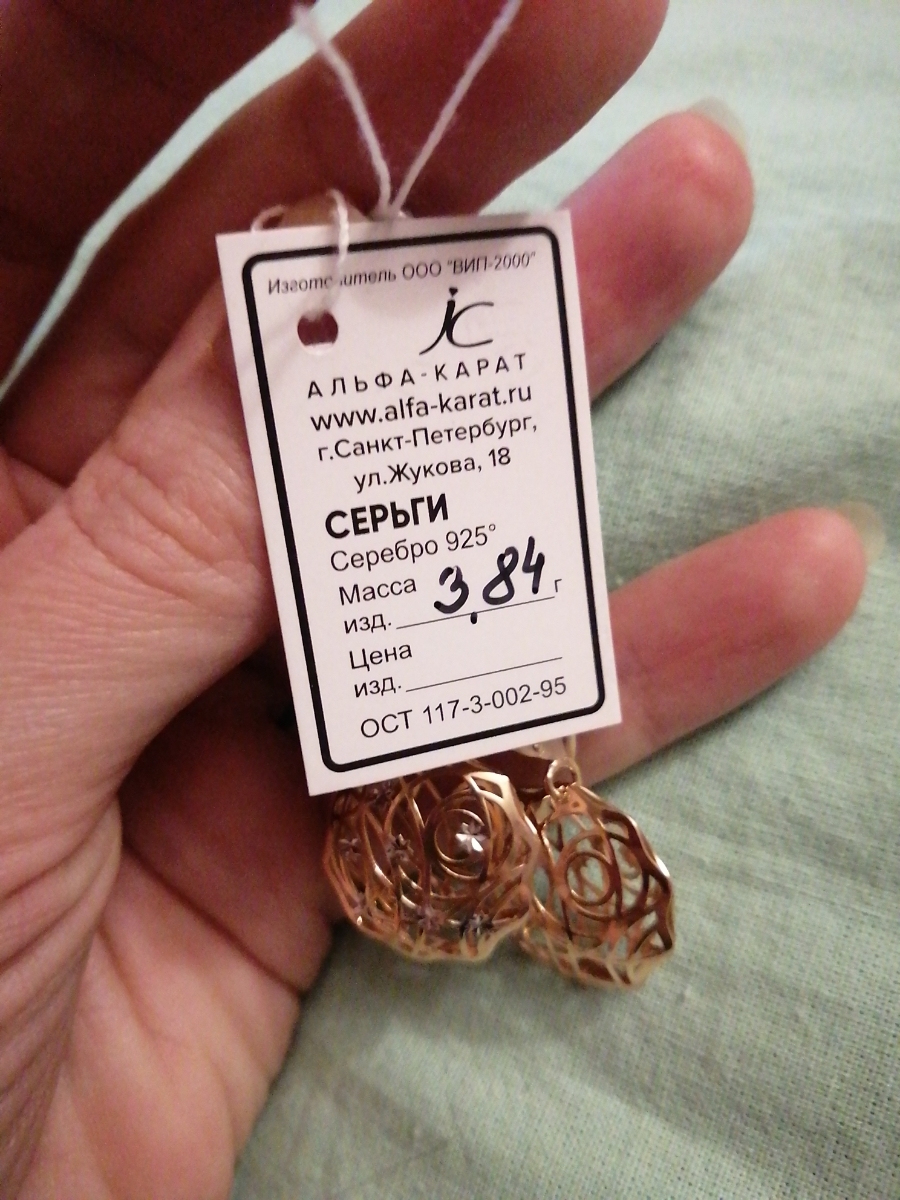 Изготовитель ООО "ВИП-2000"
jc
АЛЬФА-КАРАТ
www.alfa-karat.ru
г.Санкт-Петербург,
ул.Жукова, 18
СЕРЬГИ
Серебро 925°
Масса
изд. 3,84 г
Цена
изд.
ОСТ 117-3-002-95